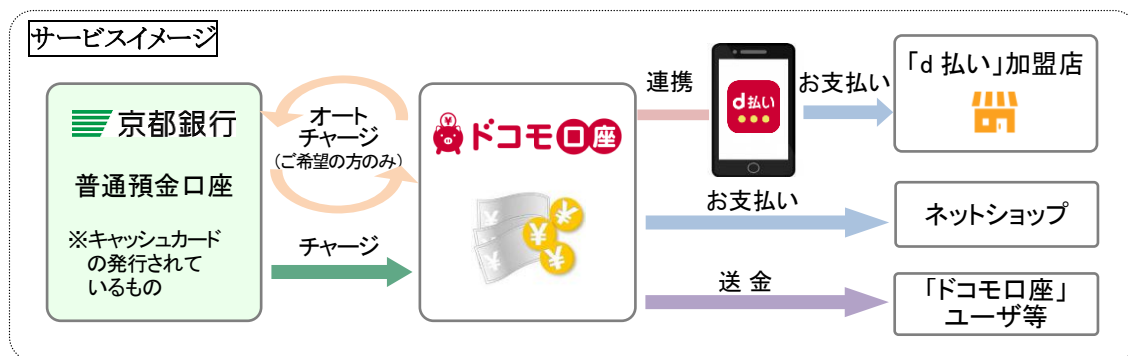 サービスイメージ
京都銀行
普通預金口座
※キャッシュカード
の発行されて
いるもの
オート
チャージ
(ご希望の方のみ)
チャージ
¥
ドコモ口座
¥
¥
¥
¥
¥
¥
連携
d払い
お支払い
「d 払い」加盟店
お支払い
ネットショップ
送 金
「ドコモ口座」
ユーザ等